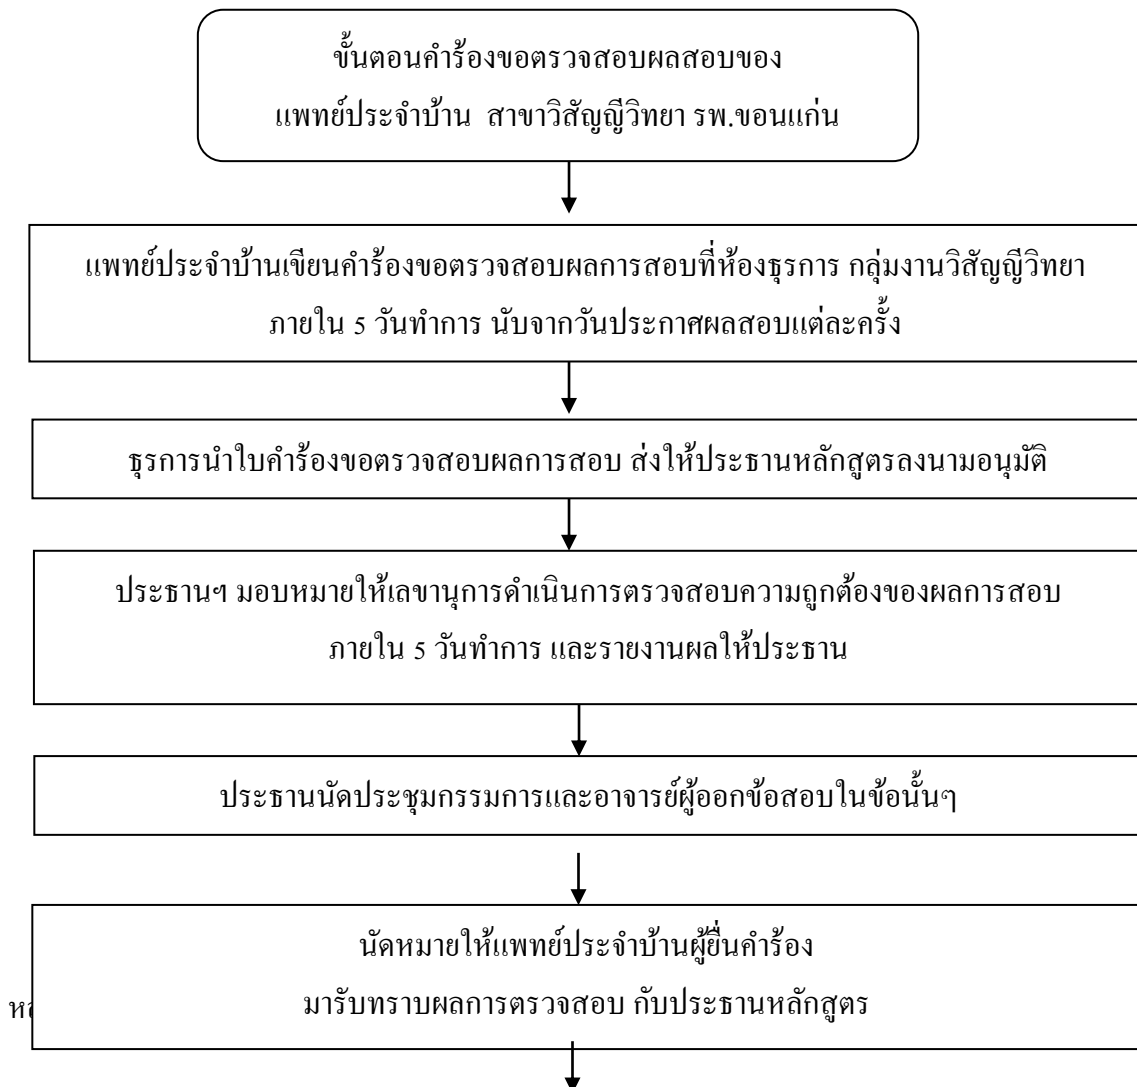 ขั้นตอนคำร้องขอตรวจสอบผลสอบของ
แพทย์ประจำบ้าน สาขาวิสัญญีวิทยา รพ.ขอนแก่น
แพทย์ประจำบ้านเขียนคำร้องขอตรวจสอบผลการสอบที่ห้องธุรการ กลุ่มงานวิสัญญีวิทยา
ภายใน 5 วันทำการ นับจากวันประกาศผลสอบแต่ละครั้ง
ธุรการนำใบคำร้องขอตรวจสอบผลการสอบ ส่งให้ประธานหลักสูตรลงนามอนุมัติ
ประธานฯ มอบหมายให้เลขานุการดำเนินการตรวจสอบความถูกต้องของผลการสอบ
ภายใน 5 วันทำการ และรายงานผลให้ประธาน
ประธานนัดประชุมกรรมการและอาจารย์ผู้ออกข้อสอบในข้อนั้นๆ
นัดหมายให้แพทย์ประจำบ้านผู้ยื่นคำร้อง
มารับทราบผลการตรวจสอบ กับประธานหลักสูตร